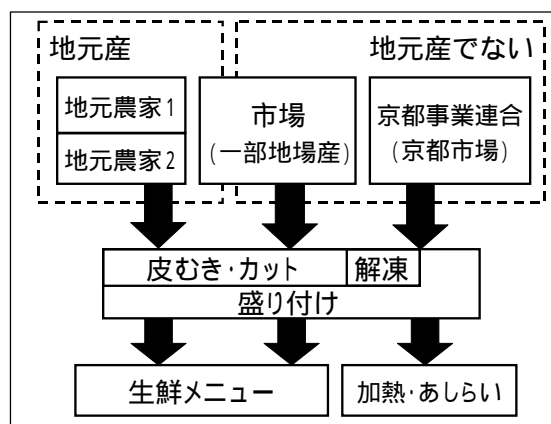 地元産
地元産でない
地元農家1
地元農家2
市場
(一部地場産)
京都事業連合
(京都市場)
皮むき・カット
解凍
盛り付け
生鮮メニュー
加熱・あしらい